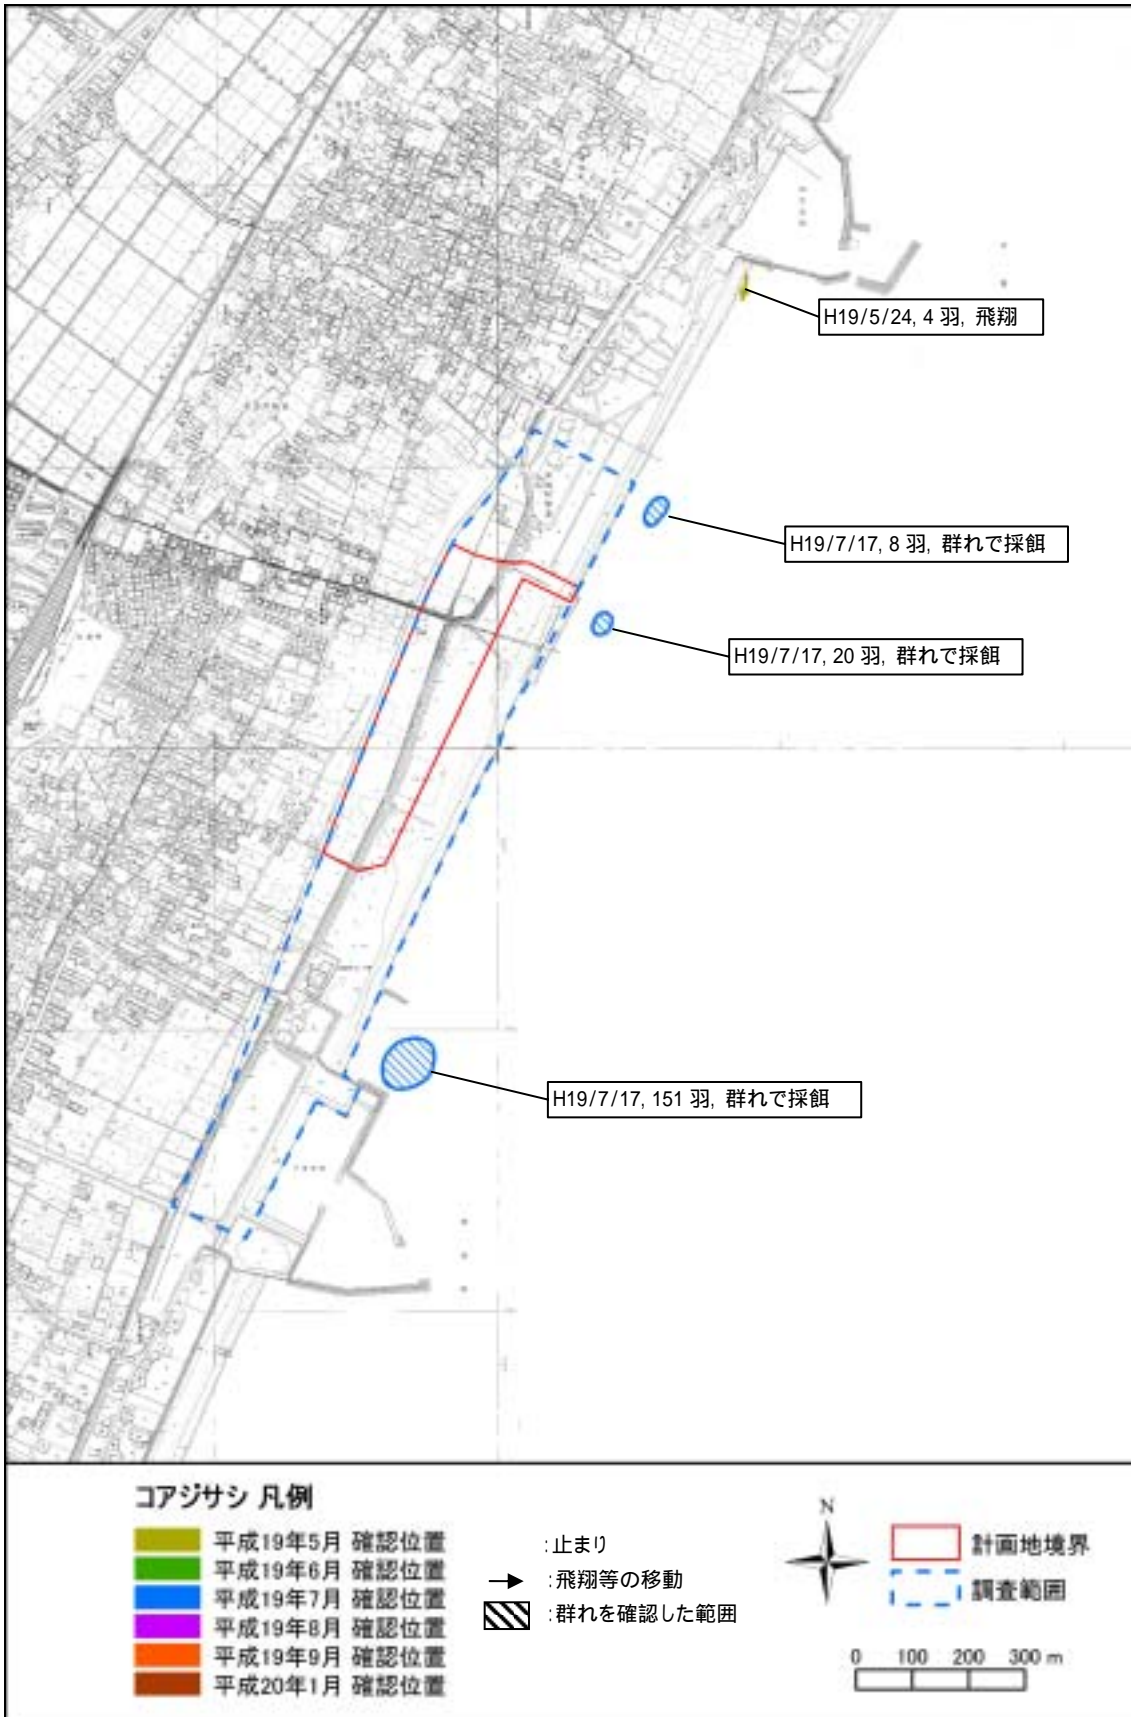 H19/5/24, 4 羽, 飛翔
H19/7/17, 8 羽, 群れで採餌
H19/7/17, 20 羽, 群れで採餌
H19/7/17, 151 羽, 群れで採餌
コアジサシ 凡例
平成19年5月 確認位置
平成19年6月 確認位置
平成19年7月 確認位置
平成19年8月 確認位置
平成19年9月 確認位置
平成20年1月 確認位置
:止まり
:飛翔等の移動
:群れを確認した範囲
N
計画地境界
調査範囲
0 100 200 300 m